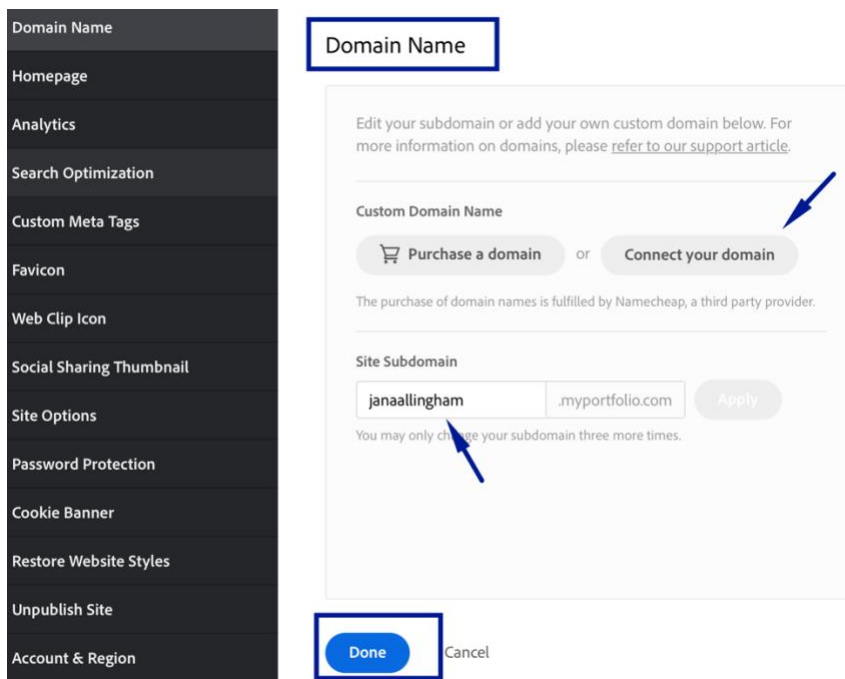 Domain Name
Homepage
Analytics
Search Optimization
Custom Meta Tags
Favicon
Web Clip Icon
Social Sharing Thumbnail
Site Options
Password Protection
Cookie Banner
Restore Website Styles
Unpublish Site
Account & Region
Domain Name
Edit your subdomain or add your own custom domain below. For
more information on domains, please refer to our support article.
Custom Domain Name
Purchase a domain or Connect your domain
The purchase of domain names is fulfilled by Namecheap, a third party provider.
Site Subdomain
janaallingham .myportfolio.com Apply
You may only change your subdomain three more times.
Done Cancel